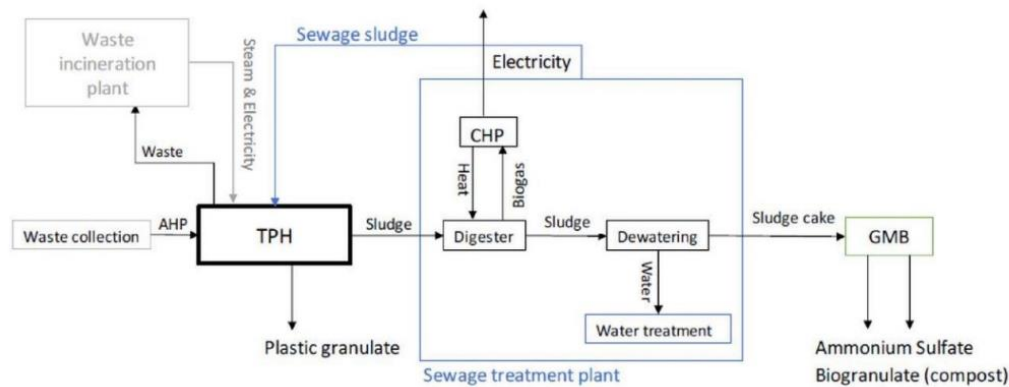 Waste
incineration
plant
Steam & Electricity
Sewage sludge
Electricity
CHP
Heat
Biogas
Waste
Waste collection
AHP
TPH
Sludge
Digester
Sludge
Dewatering
Sludge cake
GMB
Water
Water treatment
Plastic granulate
Sewage treatment plant
Ammonium Sulfate
Biogranulate (compost)